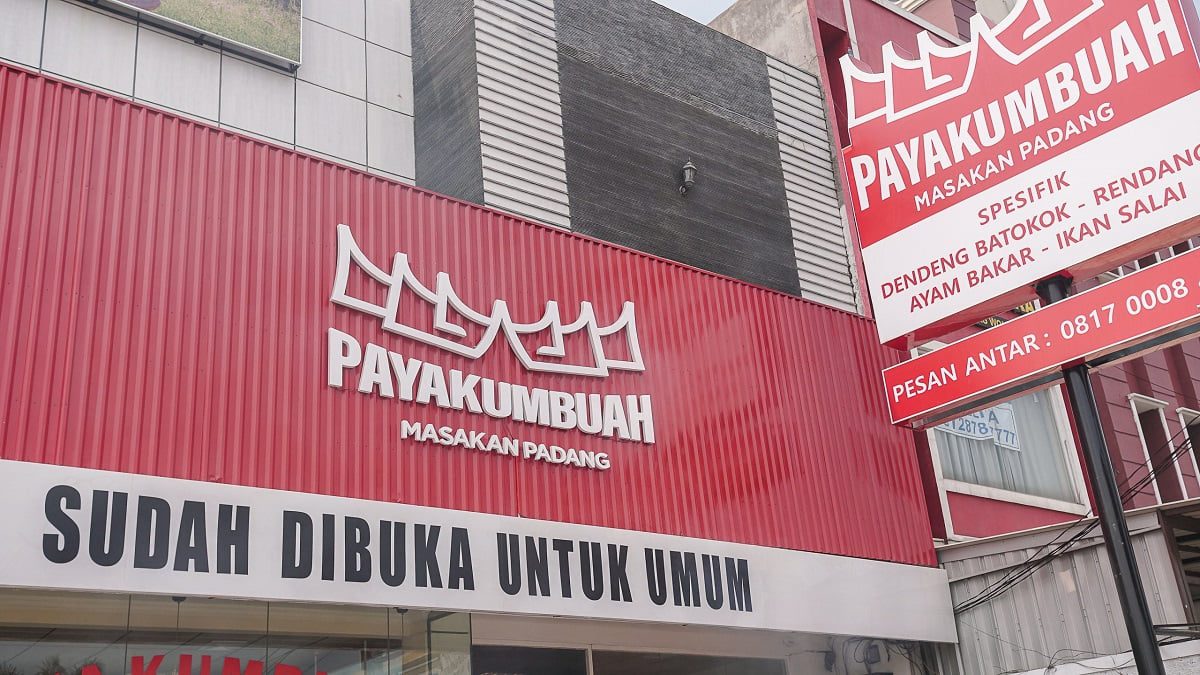 PAYAKUMBUAH
MASAKAN PADANG
SUDAH DIBUKA UNTUK UMUM
PAYAKUMBUAH
MASAKAN PADANG
SPESIFIK
DENDENG BATOKOK - RENDANG
AYAM BAKAR - IKAN SALAI
PESAN ANTAR : 0817 0008